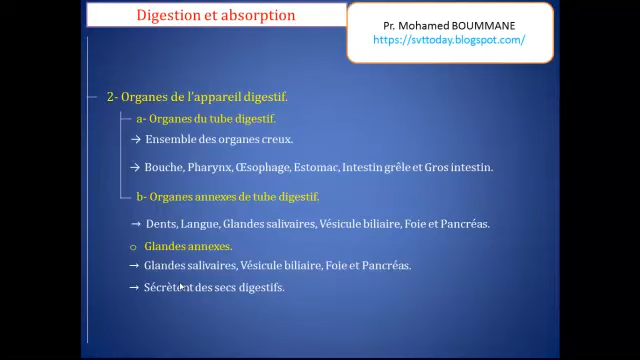 Digestion et absorption
Pr. Mohamed BOUMMANE
https://svttoday.blogspot.com/
2- Organes de l'appareil digestif.
a- Organes du tube digestif.
→ Ensemble des organes creux.
→ Bouche, Pharynx, Œsophage, Estomac, Intestin grêle et Gros intestin.
b- Organes annexes de tube digestif.
→ Dents, Langue, Glandes salivaires, Vésicule biliaire, Foie et Pancréas.
o Glandes annexes.
→ Glandes salivaires, Vésicule biliaire, Foie et Pancréas.
→ Sécrètent des secs digestifs.